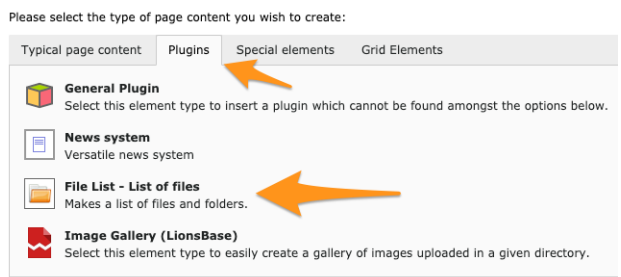 Please select the type of page content you wish to create:
Typical page content Plugins Special elements Grid Elements
General Plugin
Select this element type to insert a plugin which cannot be found amongst the options below.
News system
Versatile news system
File List - List of files
Makes a list of files and folders.
Image Gallery (LionsBase)
Select this element type to easily create a gallery of images uploaded in a given directory.